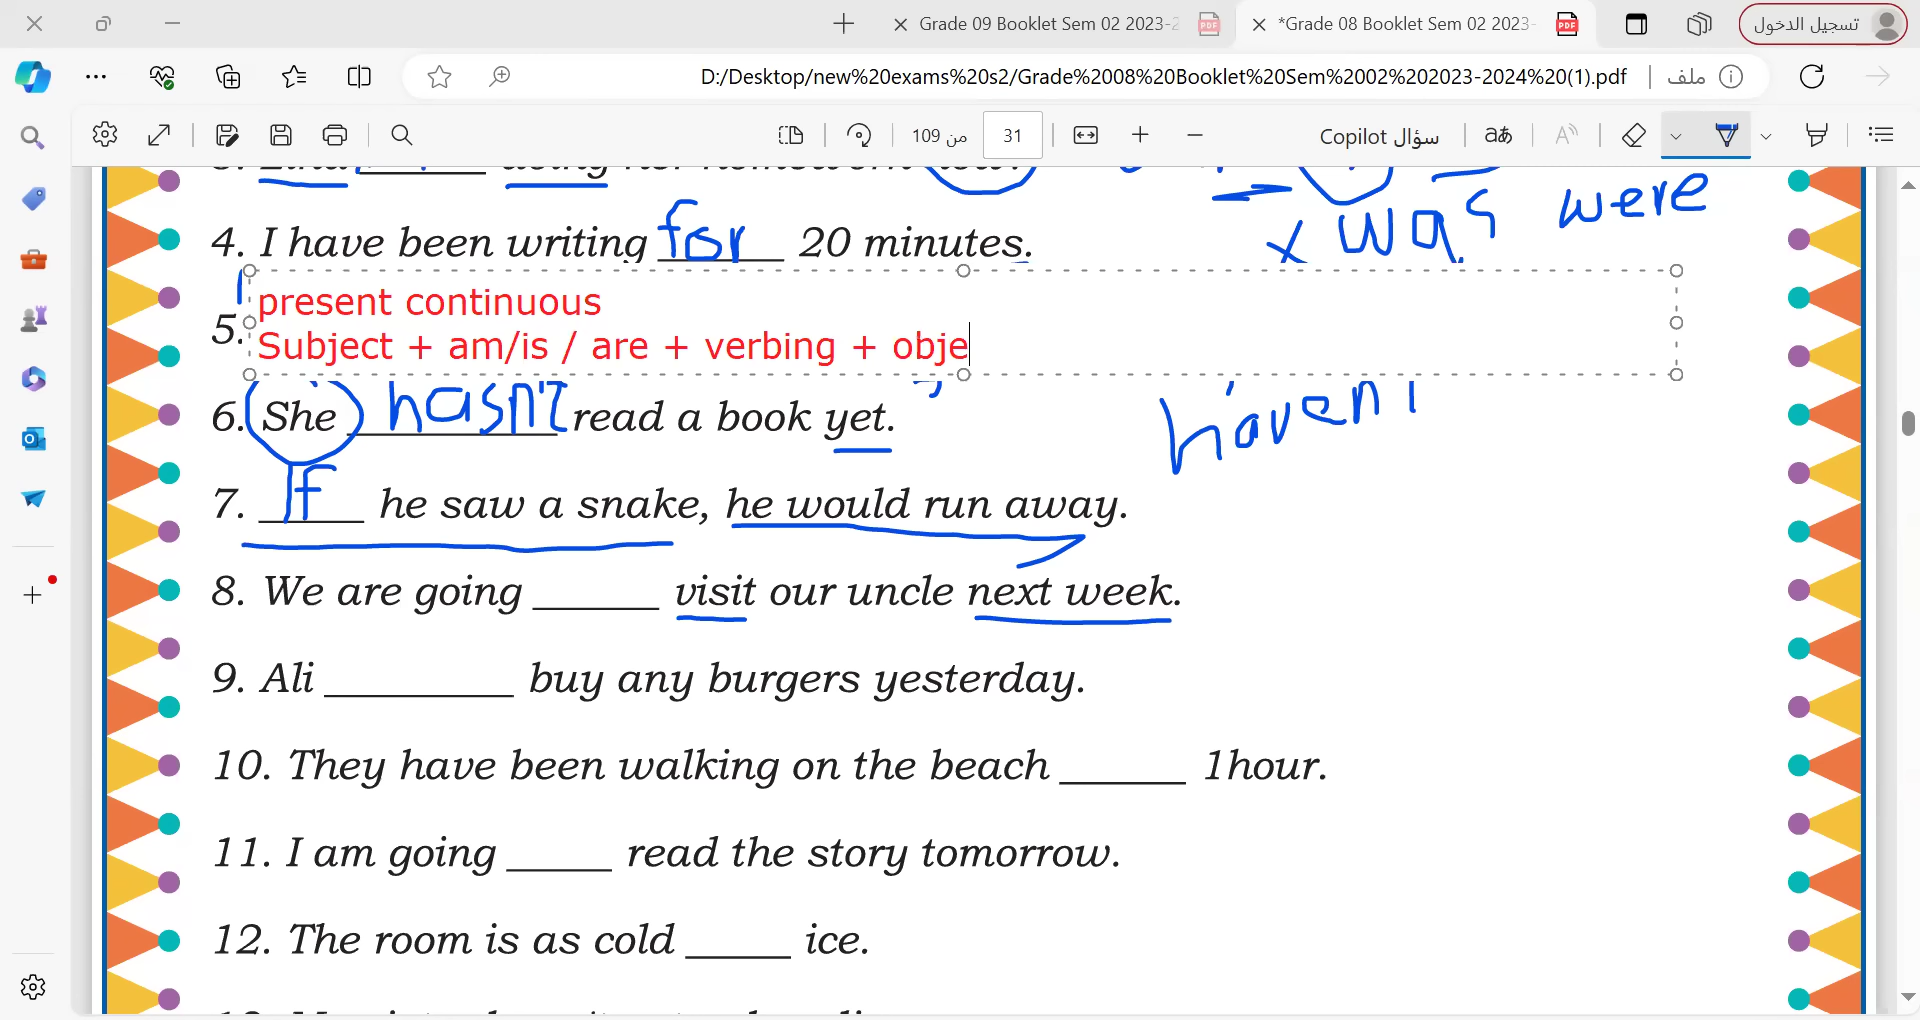 Grade 09 Booklet Sem 02 2023-2
*Grade 08 Booklet Sem 02 2023-
تسجيل الدخول
D:/Desktop/new%20exams%20s2/Grade%2008%20Booklet%20Sem%2002%202023-2024%20(1).pdf
ملف
109 من
31
سؤال Copilot
was were
4. I have been writing for 20 minutes.
present continuous
5.
Subject + am/is / are + verbing + obje
6. She hasn't read a book yet.
haven
7. If he saw a snake, he would run away.
8. We are going ______ visit our uncle next week.
9. Ali _________ buy any burgers yesterday.
10. They have been walking on the beach ______ 1hour.
11. I am going _____ read the story tomorrow.
12. The room is as cold _____ ice.